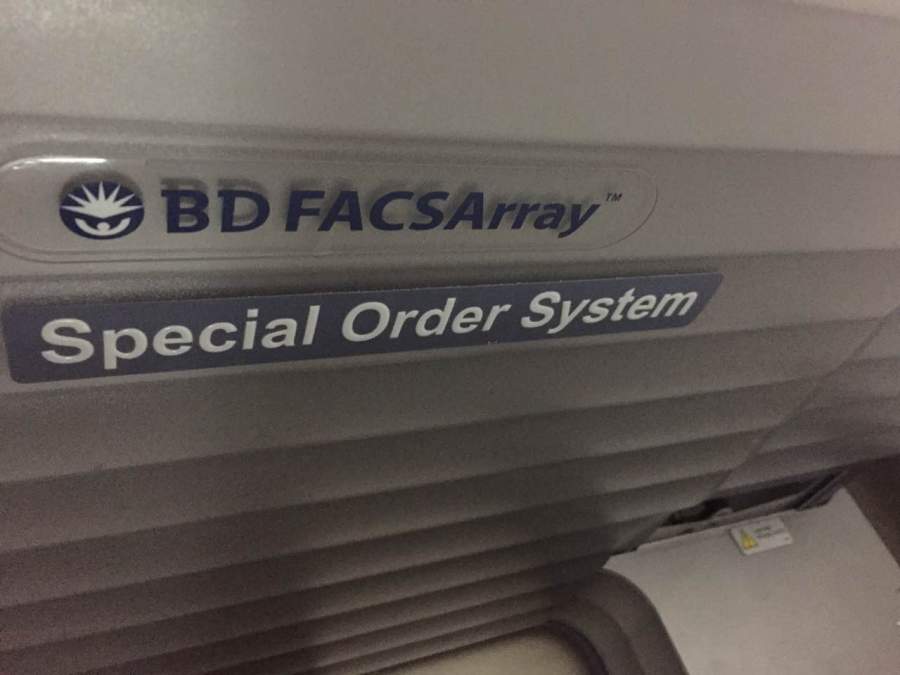 BD FACSArray™
Special Order System